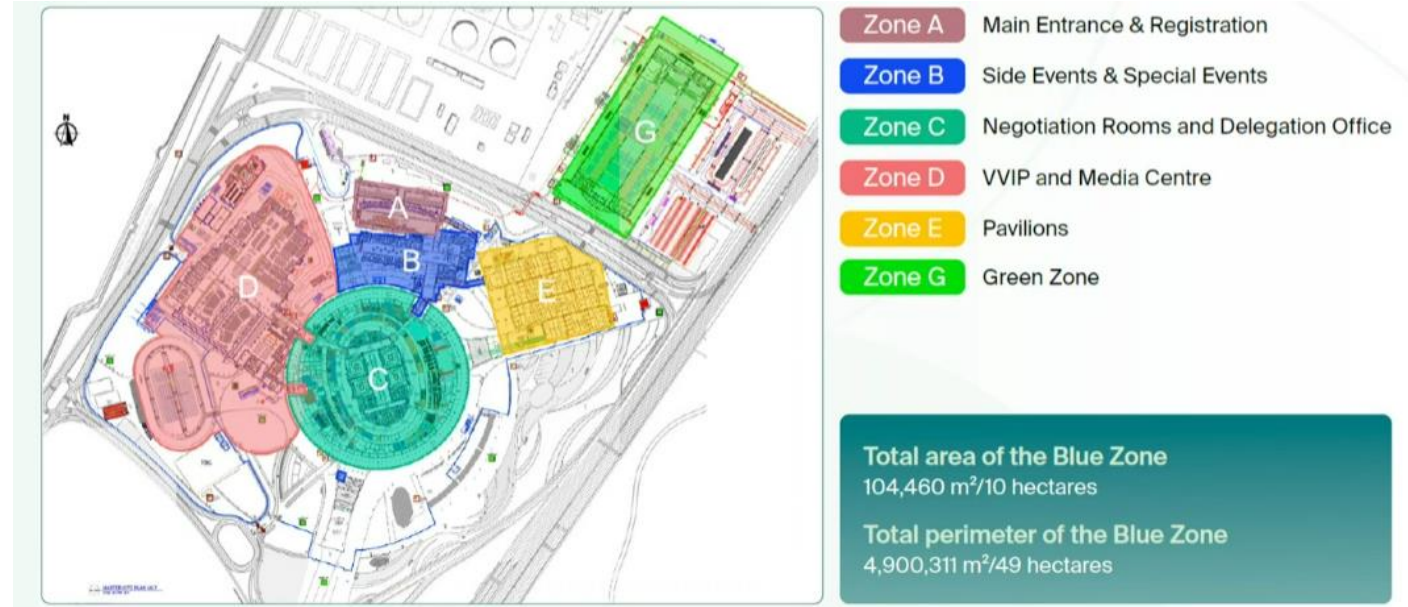 N
A
B
C
D
E
G
Zone A Main Entrance & Registration
Zone B Side Events & Special Events
Zone C Negotiation Rooms and Delegation Office
Zone D VVIP and Media Centre
Zone E Pavilions
Zone G Green Zone
Total area of the Blue Zone
104,460 m²/10 hectares
Total perimeter of the Blue Zone
4,900,311 m²/49 hectares